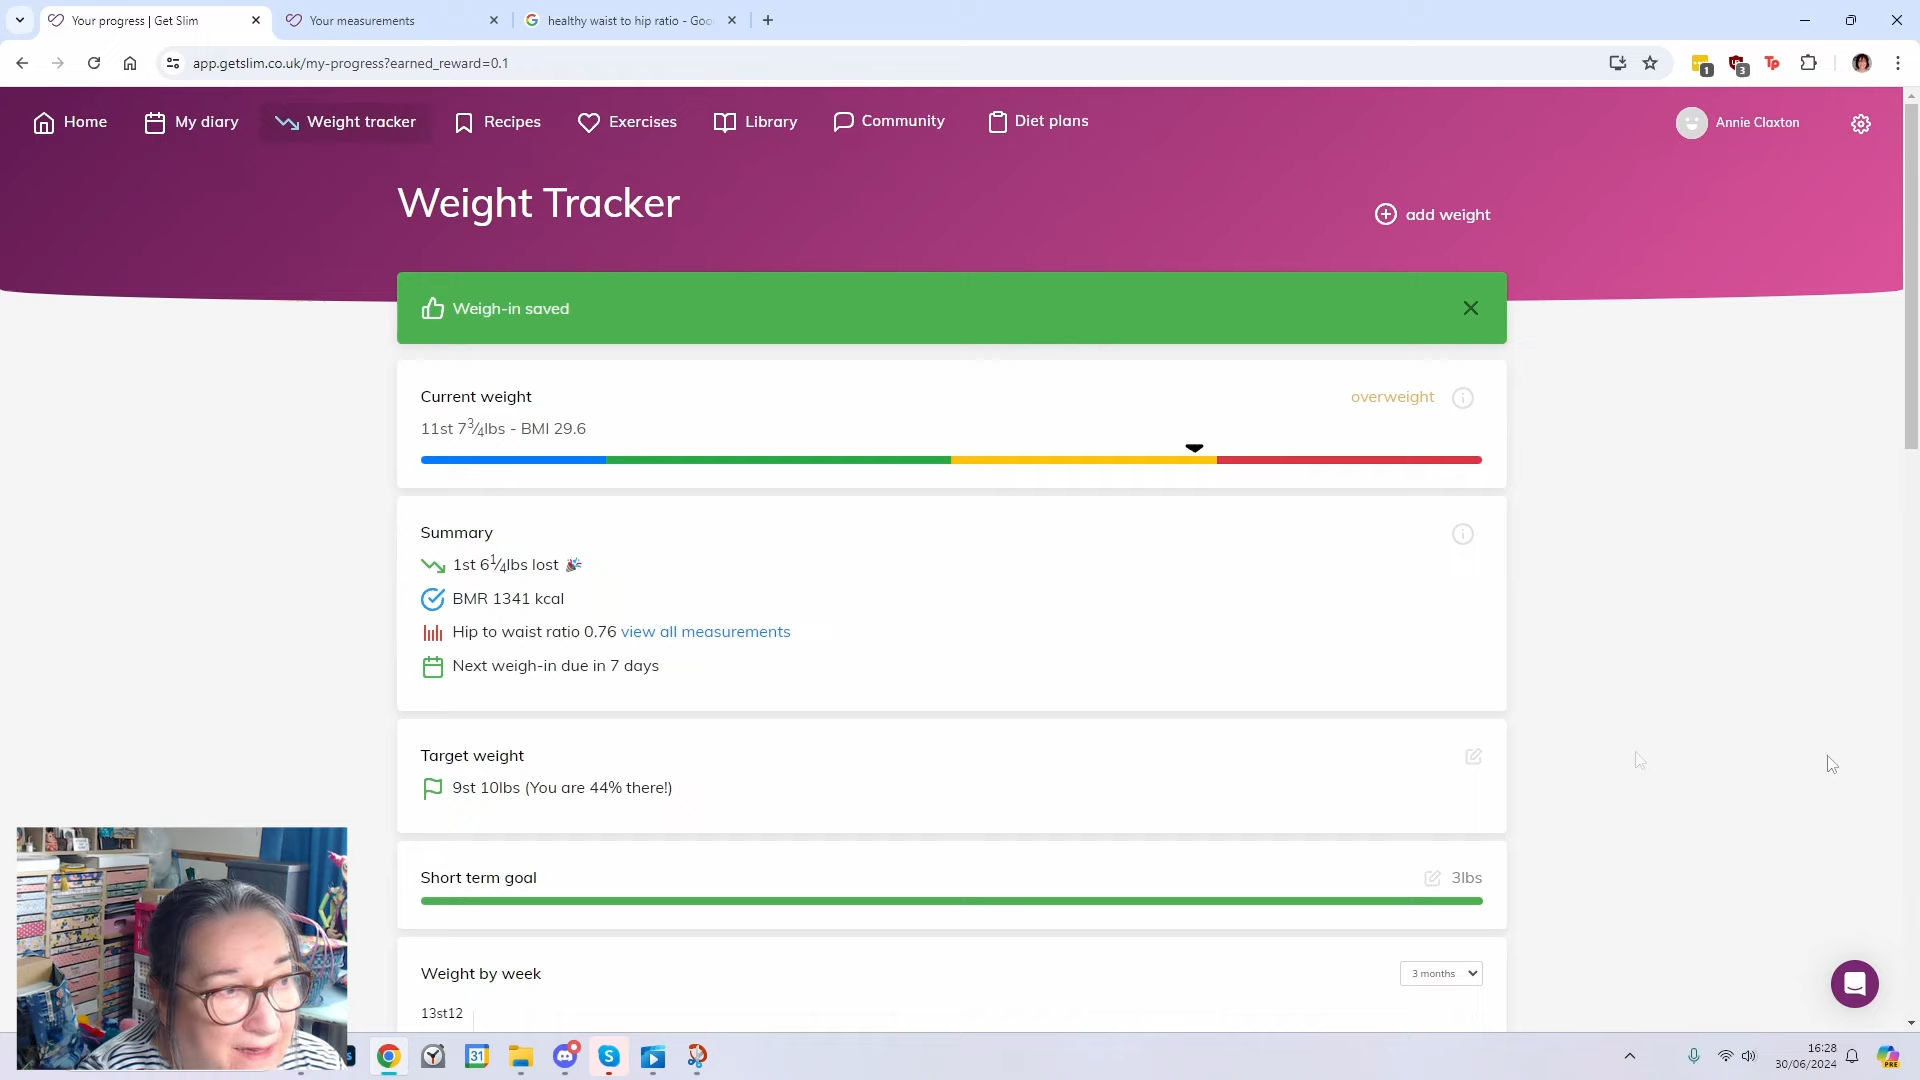 Your progress | Get Slim
Your measurements
healthy waist to hip ratio - Goo
app.getslim.co.uk/my-progress?earned_reward=0.1
1
3
Tp
Home
My diary
Weight tracker
Recipes
Exercises
Library
Community
Diet plans
Annie Claxton
Weight Tracker
add weight
Weigh-in saved
Current weight
overweight
11st 7¾lbs - BMI 29.6
Summary
1st 6¼lbs lost 🎉
BMR 1341 kcal
Hip to waist ratio 0.76 view all measurements
Next weigh-in due in 7 days
Target weight
9st 10lbs (You are 44% there!)
Short term goal
3lbs
Weight by week
3 months
13st12
31
16:28
30/06/2024
PRE